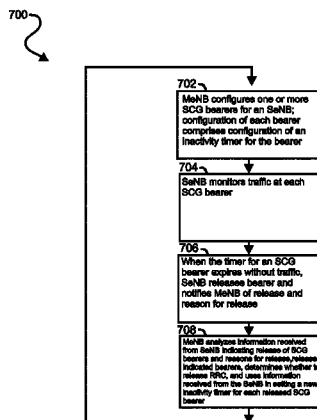 700
702
MeNB configures one or more
SCG bearers for an SeNB;
configuration of each bearer
comprises configuration of an
inactivity timer for the bearer
704
SeNB monitors traffic at each
SCG bearer
706
When the timer for an SCG
bearer expires without traffic,
SeNB releases bearer and
notifies MeNB of release and
reason for release
708
MeNB analyzes information received
from SeNB indicating release of SCG
bearers and reasons for release, releases
indicated bearers, determines whether to
release RRC, and uses information
received from the SeNB in setting a new
inactivity timer for each released SCG
bearer